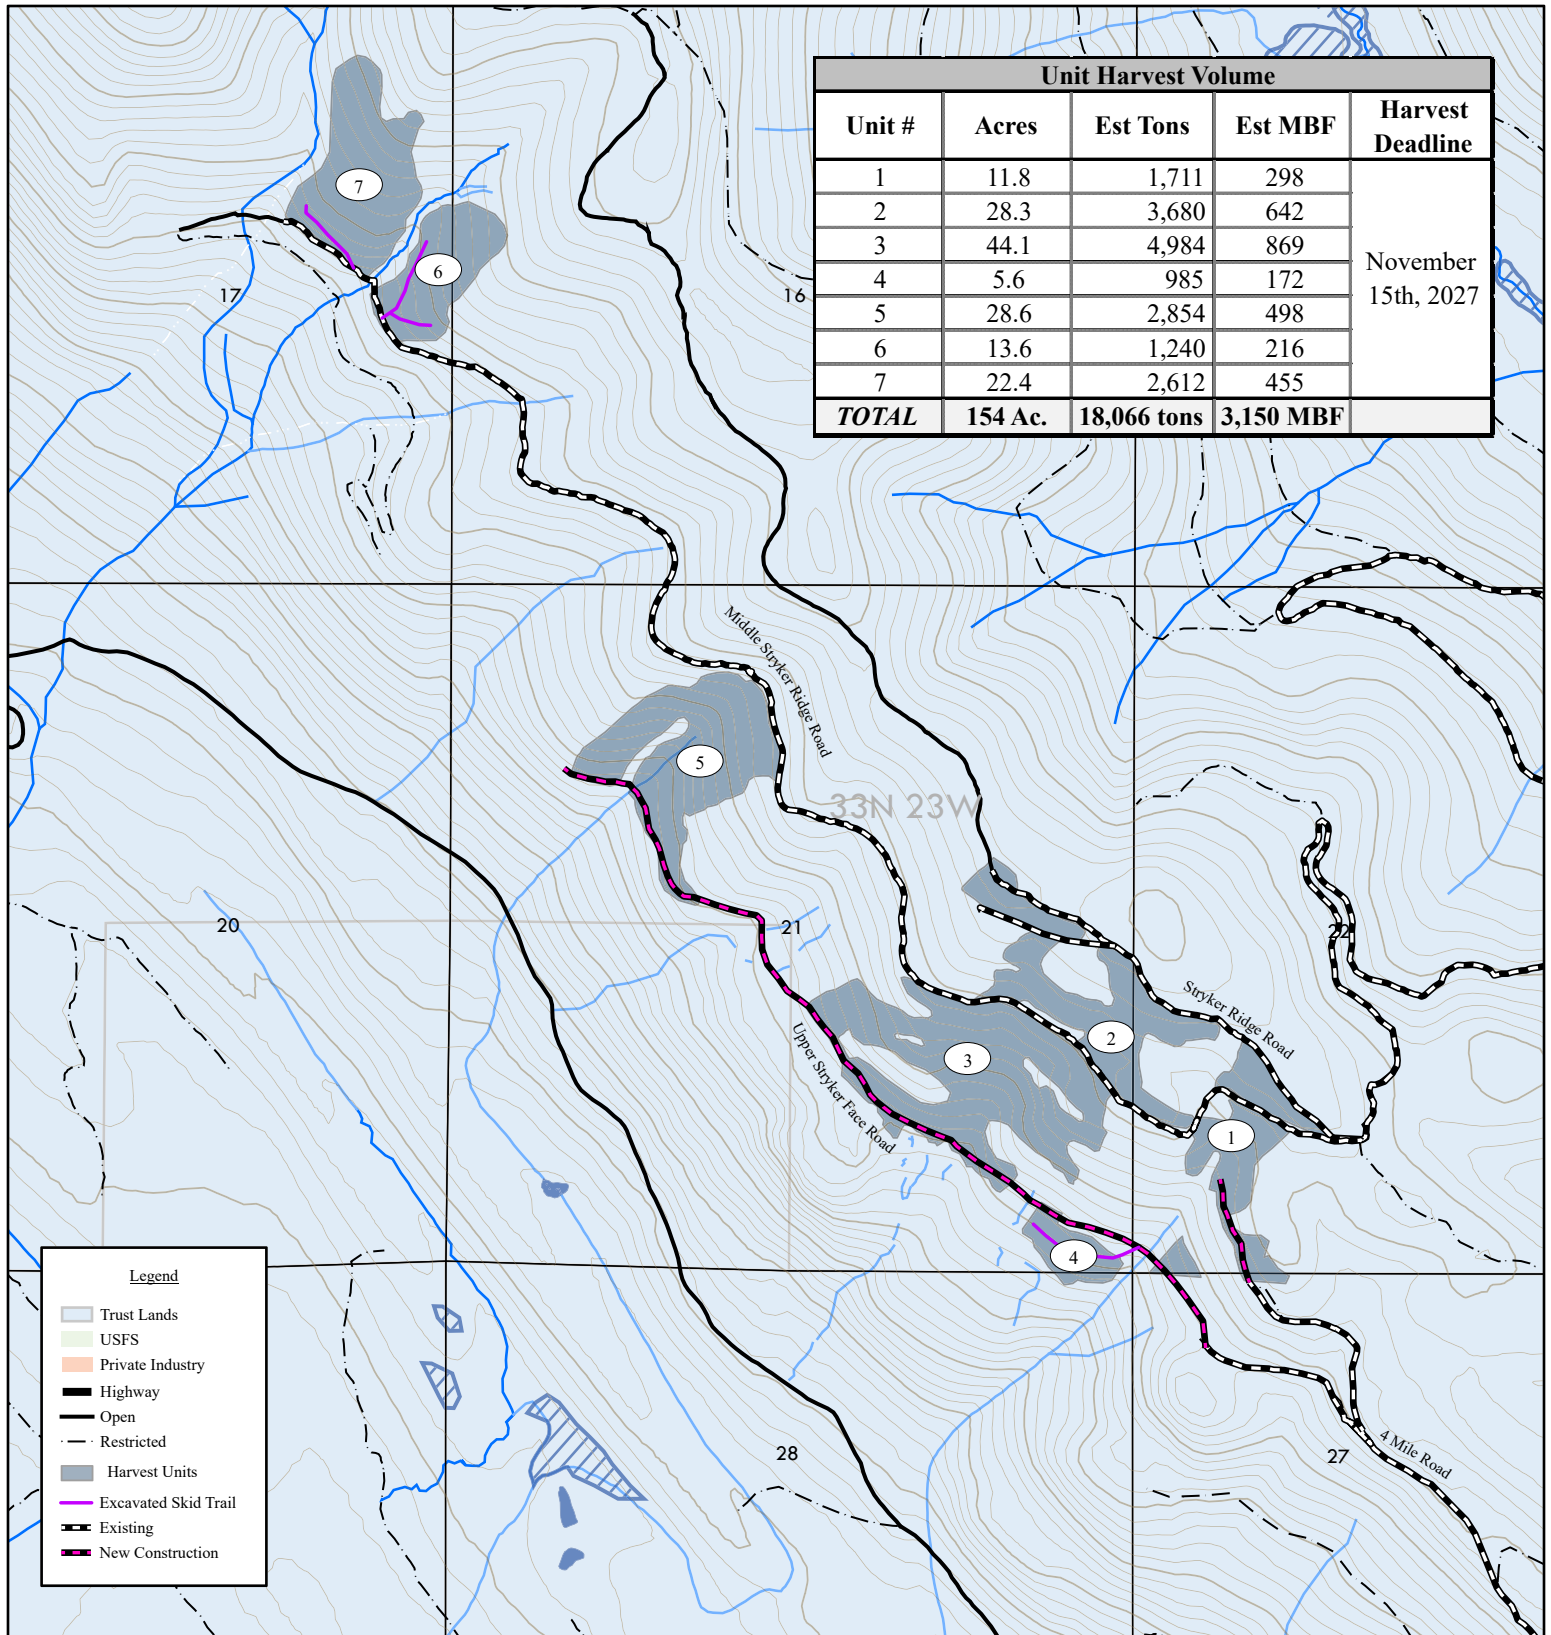 Unit Harvest Volume
Unit # Acres Est Tons Est MBF Harvest Deadline
1 11.8 1,711 298
2 28.3 3,680 642
3 44.1 4,984 869
4 5.6 985 172
5 28.6 2,854 498
6 13.6 1,240 216
7 22.4 2,612 455
November
15th, 2027
TOTAL 154 Ac. 18,066 tons 3,150 MBF
7
6
17
16
Middle Stryker Ridge Road
5
33N 23W
20
21
22
Stryker Ridge Road
2
3
Upper Stryker Face Road
1
4
28
27
4 Mile Road
Legend
Trust Lands
USFS
Private Industry
Highway
Open
Restricted
Harvest Units
Excavated Skid Trail
Existing
New Construction